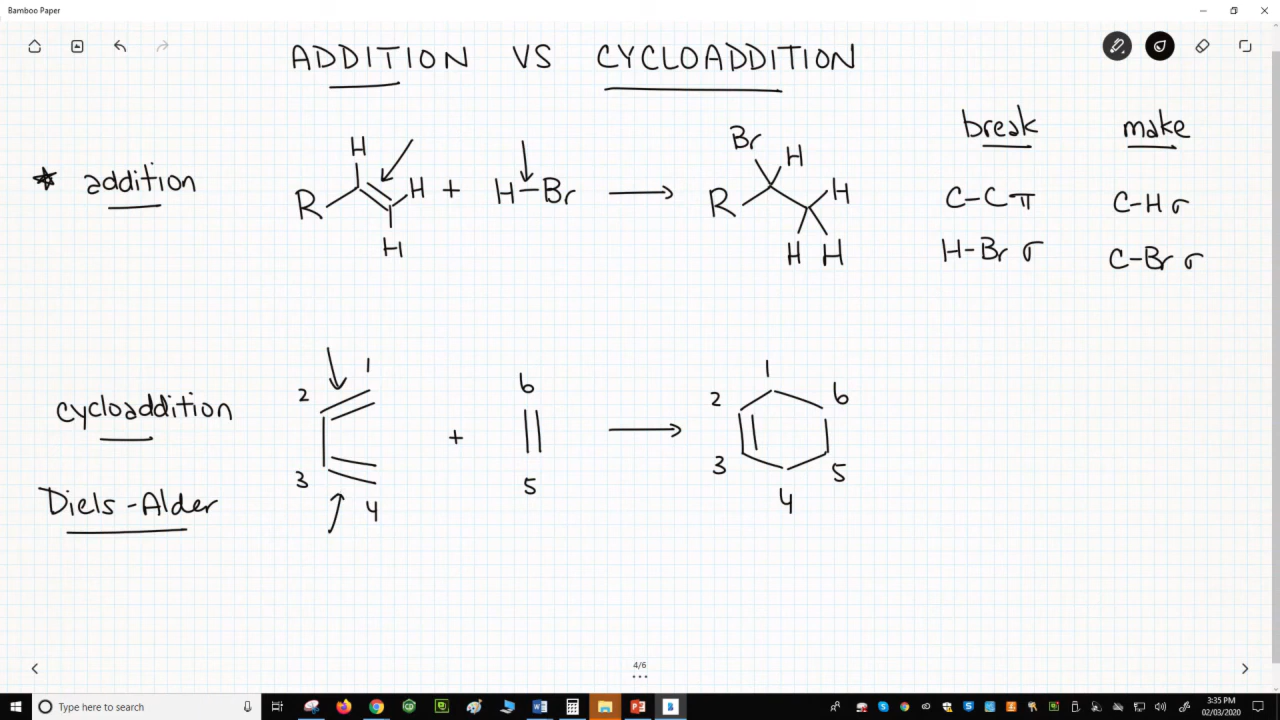 Bamboo Paper
ADDITION VS CYCLOADDITION
break make
addition
H
R H + H-Br
H
Br H
R H
H H
C-C π C-H σ
H-Br σ C-Br σ
cycloaddition
Diels-Alder
1
2
3
4
+
6
5
1
2 6
3 5
4
4/6
Type here to search
3:35 PM
02/03/2020